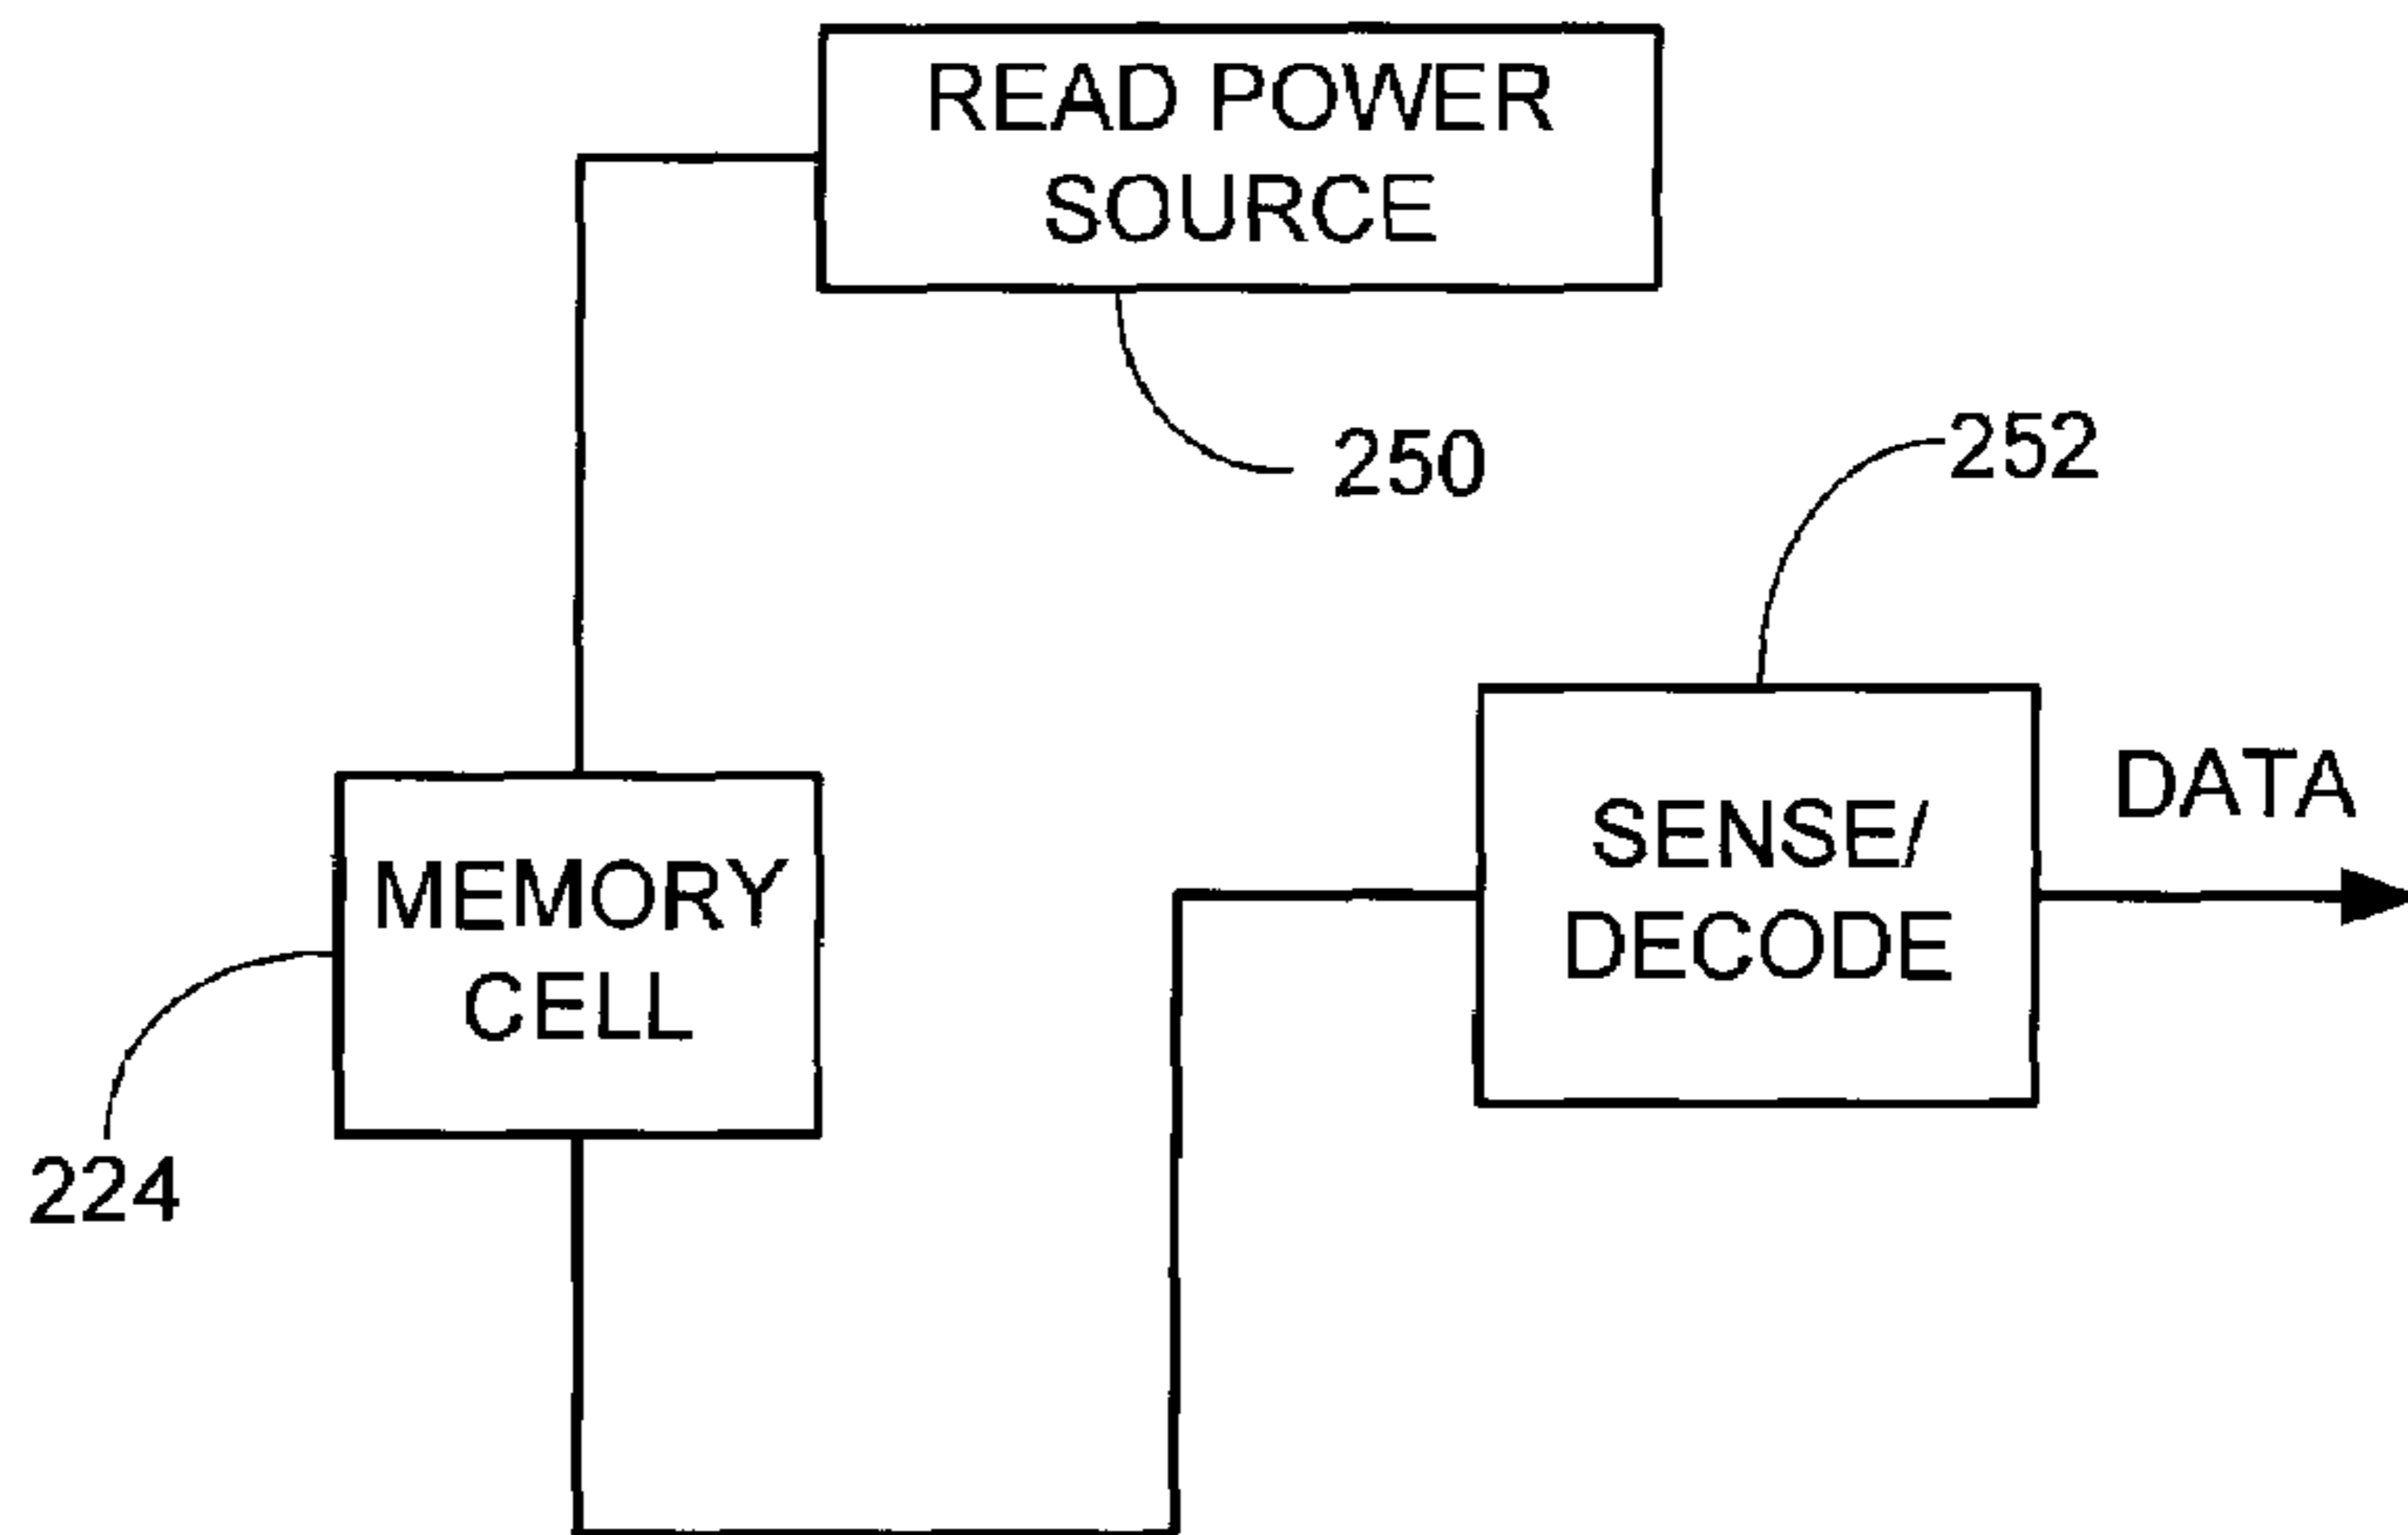 READ POWER
SOURCE
250
252
DATA
SENSE/
DECODE
MEMORY
CELL
224